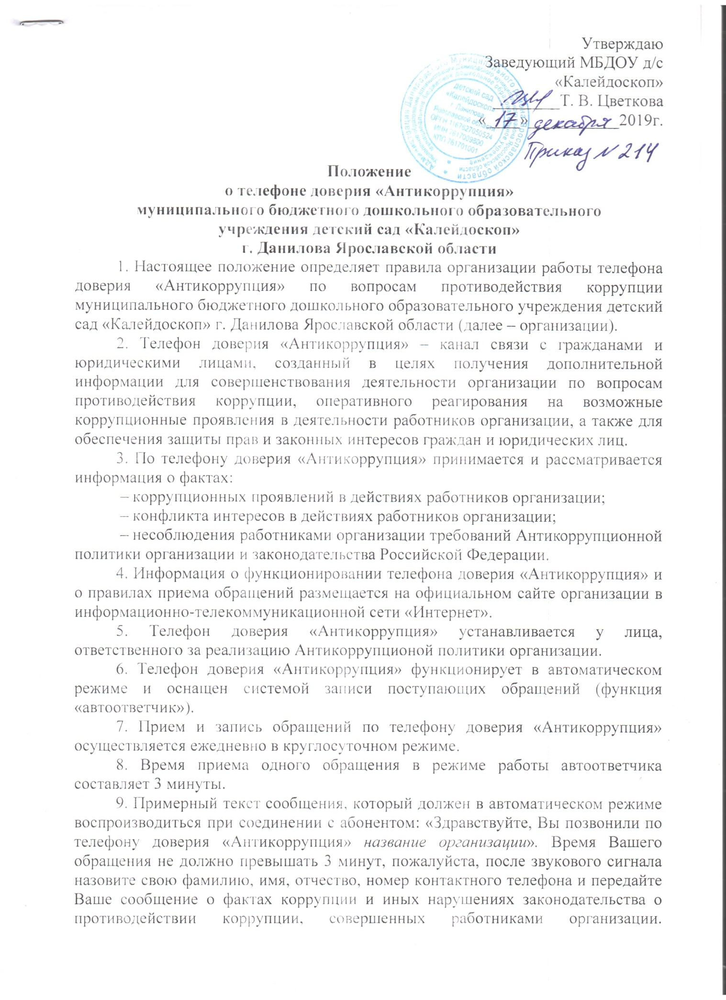 Утверждаю
Заведующий МБДОУ д/с
«Калейдоскоп»
Т. В. Цветкова
« 17 » декабря 2019г.
Приказ № 214
детский сад
«Калейдоскоп»
г. Данилова
Ярославской области
ОГРН 1167627050524
ИНН 7617009800
КПП 761701001
Положение
о телефоне доверия «Антикоррупция»
муниципального бюджетного дошкольного образовательного
учреждения детский сад «Калейдоскоп»
г. Данилова Ярославской области
1. Настоящее положение определяет правила организации работы телефона
доверия «Антикоррупция» по вопросам противодействия коррупции
муниципального бюджетного дошкольного образовательного учреждения детский
сад «Калейдоскоп» г. Данилова Ярославской области (далее – организации).
2. Телефон доверия «Антикоррупция» – канал связи с гражданами и
юридическими лицами, созданный в целях получения дополнительной
информации для совершенствования деятельности организации по вопросам
противодействия коррупции, оперативного реагирования на возможные
коррупционные проявления в деятельности работников организации, а также для
обеспечения защиты прав и законных интересов граждан и юридических лиц.
3. По телефону доверия «Антикоррупция» принимается и рассматривается
информация о фактах:
– коррупционных проявлений в действиях работников организации;
– конфликта интересов в действиях работников организации;
– несоблюдения работниками организации требований Антикоррупционной
политики организации и законодательства Российской Федерации.
4. Информация о функционировании телефона доверия «Антикоррупция» и
о правилах приема обращений размещается на официальном сайте организации в
информационно-телекоммуникационной сети «Интернет».
5. Телефон доверия «Антикоррупция» устанавливается у лица,
ответственного за реализацию Антикоррупционой политики организации.
6. Телефон доверия «Антикоррупция» функционирует в автоматическом
режиме и оснащен системой записи поступающих обращений (функция
«автоответчик»).
7. Прием и запись обращений по телефону доверия «Антикоррупция»
осуществляется ежедневно в круглосуточном режиме.
8. Время приема одного обращения в режиме работы автоответчика
составляет 3 минуты.
9. Примерный текст сообщения, который должен в автоматическом режиме
воспроизводиться при соединении с абонентом: «Здравствуйте, Вы позвонили по
телефону доверия «Антикоррупция» название организации». Время Вашего
обращения не должно превышать 3 минут, пожалуйста, после звукового сигнала
назовите свою фамилию, имя, отчество, номер контактного телефона и передайте
Ваше сообщение о фактах коррупции и иных нарушениях законодательства о
противодействии коррупции, совершенных работниками организации.